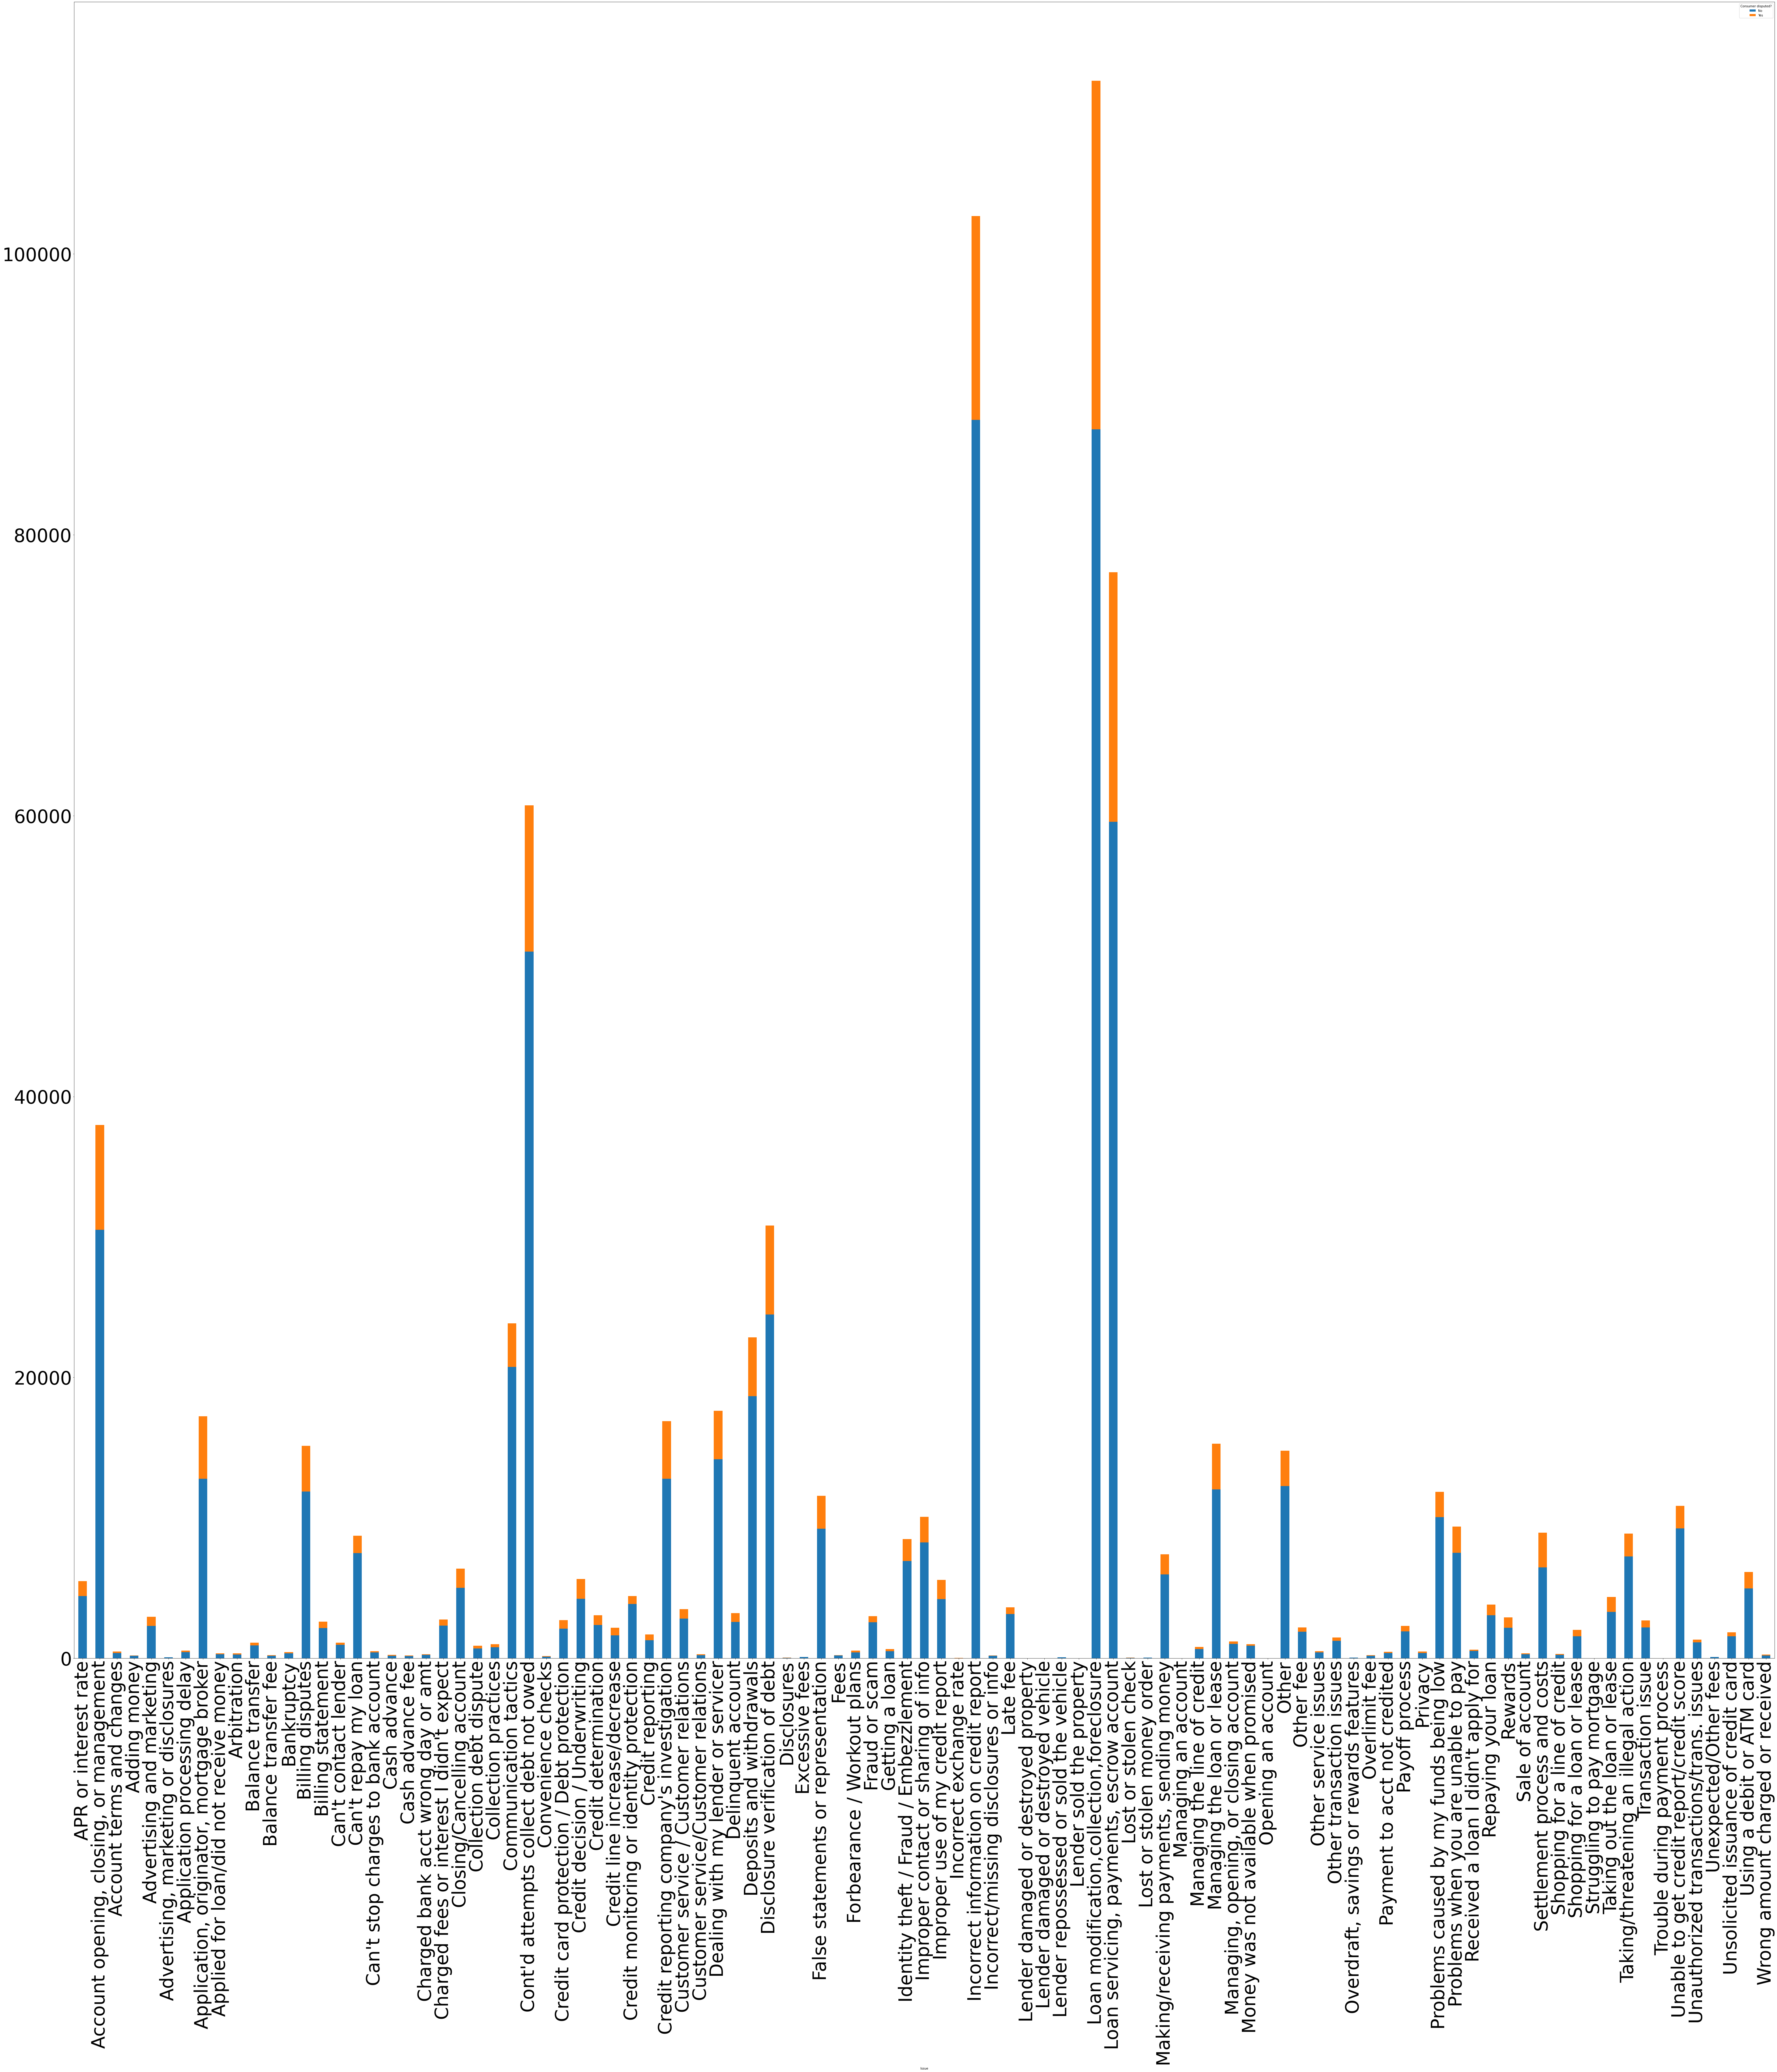 Consumer disputed?
No
Yes
100000
80000
60000
40000
20000
0
APR or interest rate
Account opening, closing, or management
Account terms and changes
Adding money
Advertising and marketing
Advertising, marketing or disclosures
Application processing delay
Application, originator, mortgage broker
Applied for loan/did not receive money
Arbitration
Balance transfer
Balance transfer fee
Bankruptcy
Billing disputes
Billing statement
Can't contact lender
Can't repay my loan
Can't stop charges to bank account
Cash advance
Cash advance fee
Charged bank acct wrong day or amt
Charged fees or interest I didn't expect
Closing/Cancelling account
Collection debt dispute
Collection practices
Communication tactics
Cont'd attempts collect debt not owed
Convenience checks
Credit card protection / Debt protection
Credit decision / Underwriting
Credit determination
Credit line increase/decrease
Credit monitoring or identity protection
Credit reporting
Credit reporting company's investigation
Customer service / Customer relations
Customer service/Customer relations
Dealing with my lender or servicer
Delinquent account
Deposits and withdrawals
Disclosure verification of debt
Disclosures
Excessive fees
False statements or representation
Fees
Forbearance / Workout plans
Fraud or scam
Getting a loan
Identity theft / Fraud / Embezzlement
Improper contact or sharing of info
Improper use of my credit report
Incorrect exchange rate
Incorrect information on credit report
Incorrect/missing disclosures or info
Late fee
Lender damaged or destroyed property
Lender damaged or destroyed vehicle
Lender repossessed or sold the vehicle
Lender sold the property
Loan modification,collection,foreclosure
Loan servicing, payments, escrow account
Lost or stolen check
Lost or stolen money order
Making/receiving payments, sending money
Managing an account
Managing the line of credit
Managing the loan or lease
Managing, opening, or closing account
Money was not available when promised
Opening an account
Other
Other fee
Other service issues
Other transaction issues
Overdraft, savings or rewards features
Overlimit fee
Payment to acct not credited
Payoff process
Privacy
Problems caused by my funds being low
Problems when you are unable to pay
Received a loan I didn't apply for
Repaying your loan
Rewards
Sale of account
Settlement process and costs
Shopping for a line of credit
Shopping for a loan or lease
Struggling to pay mortgage
Taking out the loan or lease
Taking/threatening an illegal action
Transaction issue
Trouble during payment process
Unable to get credit report/credit score
Unauthorized transactions/trans. issues
Unexpected/Other fees
Unsolicited issuance of credit card
Using a debit or ATM card
Wrong amount charged or received